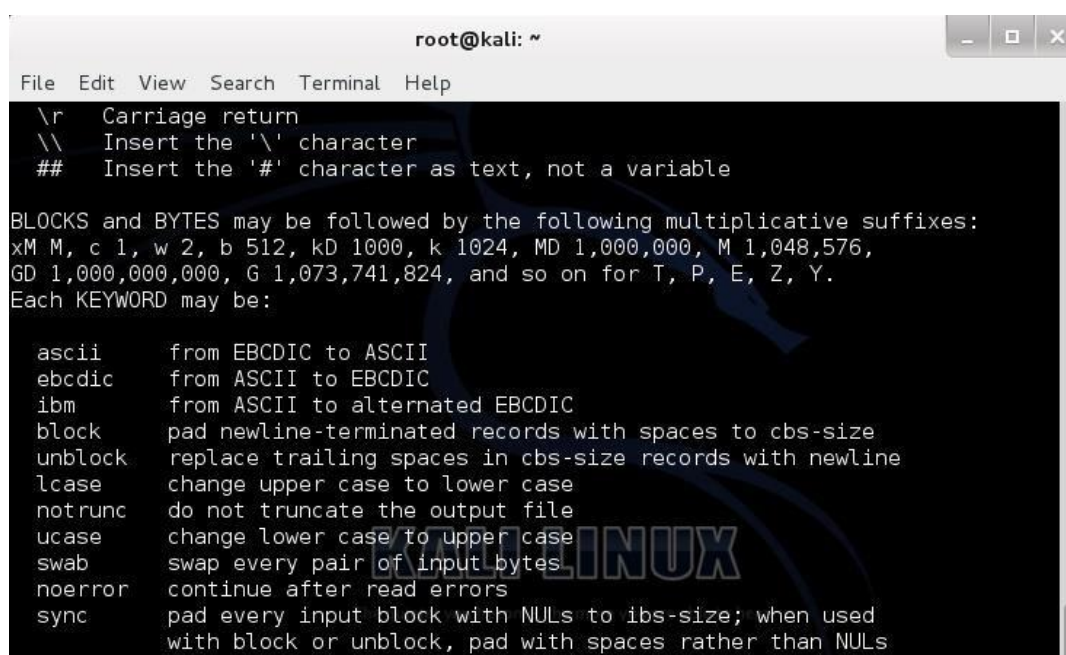 root@kali: ~
File Edit View Search Terminal Help
\r Carriage return
\\ Insert the '\' character
## Insert the '#' character as text, not a variable
BLOCKS and BYTES may be followed by the following multiplicative suffixes:
xM M, c 1, w 2, b 512, kD 1000, k 1024, MD 1,000,000, M 1,048,576,
GD 1,000,000,000, G 1,073,741,824, and so on for T, P, E, Z, Y.
Each KEYWORD may be:
ascii from EBCDIC to ASCII
ebcdic from ASCII to EBCDIC
ibm from ASCII to alternated EBCDIC
block pad newline-terminated records with spaces to cbs-size
unblock replace trailing spaces in cbs-size records with newline
lcase change upper case to lower case
notrunc do not truncate the output file
ucase change lower case to upper case
swab swap every pair of input bytes
KALI LINUX
noerror continue after read errors
sync pad every input block with NULs to ibs-size; when used
with block or unblock, pad with spaces rather than NULs